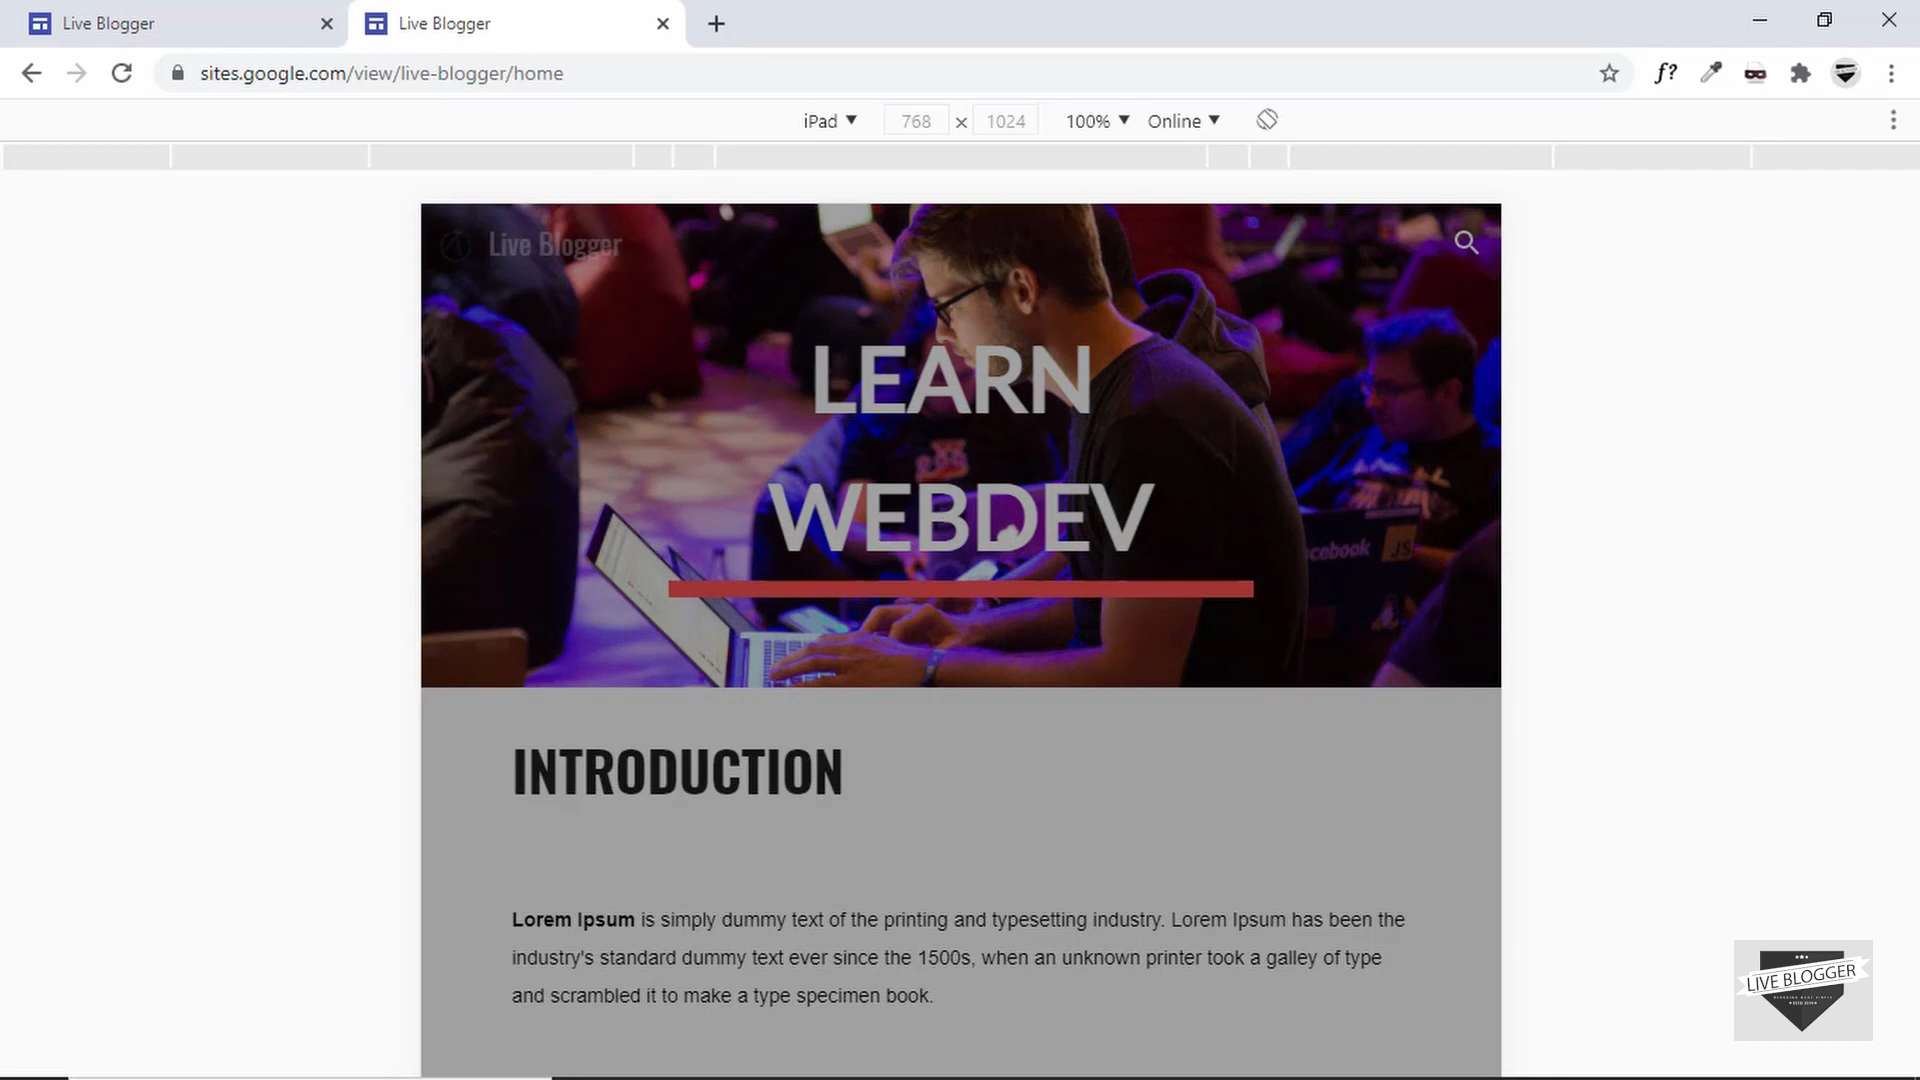 Live Blogger
Live Blogger
sites.google.com/view/live-blogger/home
f?
iPad 768 × 1024 100% Online
Live Blogger
LEARN
WEBDEV
facebook JS
INTRODUCTION
Lorem Ipsum is simply dummy text of the printing and typesetting industry. Lorem Ipsum has been the
industry's standard dummy text ever since the 1500s, when an unknown printer took a galley of type
and scrambled it to make a type specimen book.
LIVE BLOGGER